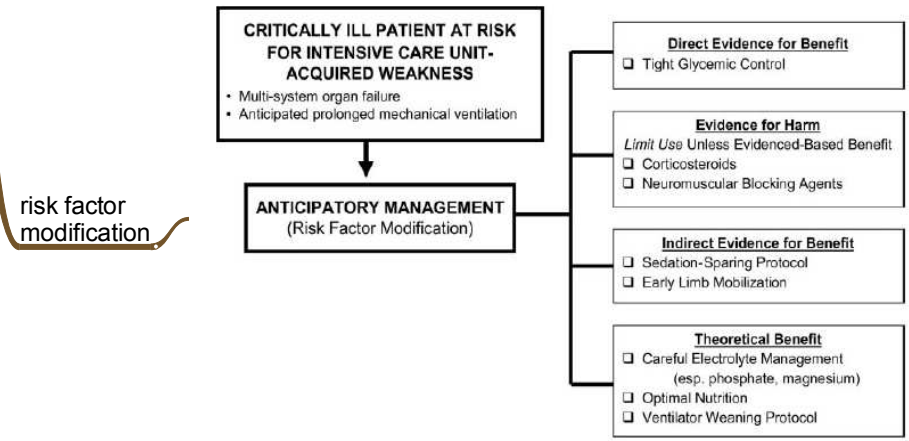 CRITICALLY ILL PATIENT AT RISK
FOR INTENSIVE CARE UNIT-
ACQUIRED WEAKNESS
• Multi-system organ failure
• Anticipated prolonged mechanical ventilation
risk factor
modification
ANTICIPATORY MANAGEMENT
(Risk Factor Modification)
Direct Evidence for Benefit
❑ Tight Glycemic Control
Evidence for Harm
Limit Use Unless Evidenced-Based Benefit
❑ Corticosteroids
❑ Neuromuscular Blocking Agents
Indirect Evidence for Benefit
❑ Sedation-Sparing Protocol
❑ Early Limb Mobilization
Theoretical Benefit
❑ Careful Electrolyte Management
(esp. phosphate, magnesium)
❑ Optimal Nutrition
❑ Ventilator Weaning Protocol